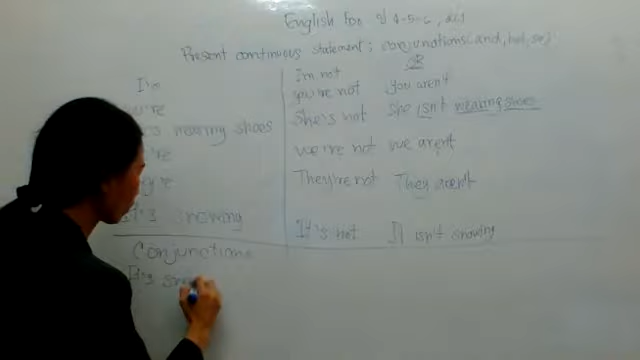 English for
Present continuous statement; conjunations (and, but, so)
OR
I'm
I'm not
you're not you aren't
She's not She isn't wearing shoes
wearing shoes
we're not we aren't
They're not They aren't
snowing
It's not It isn't snowing
Conjunctions
It's